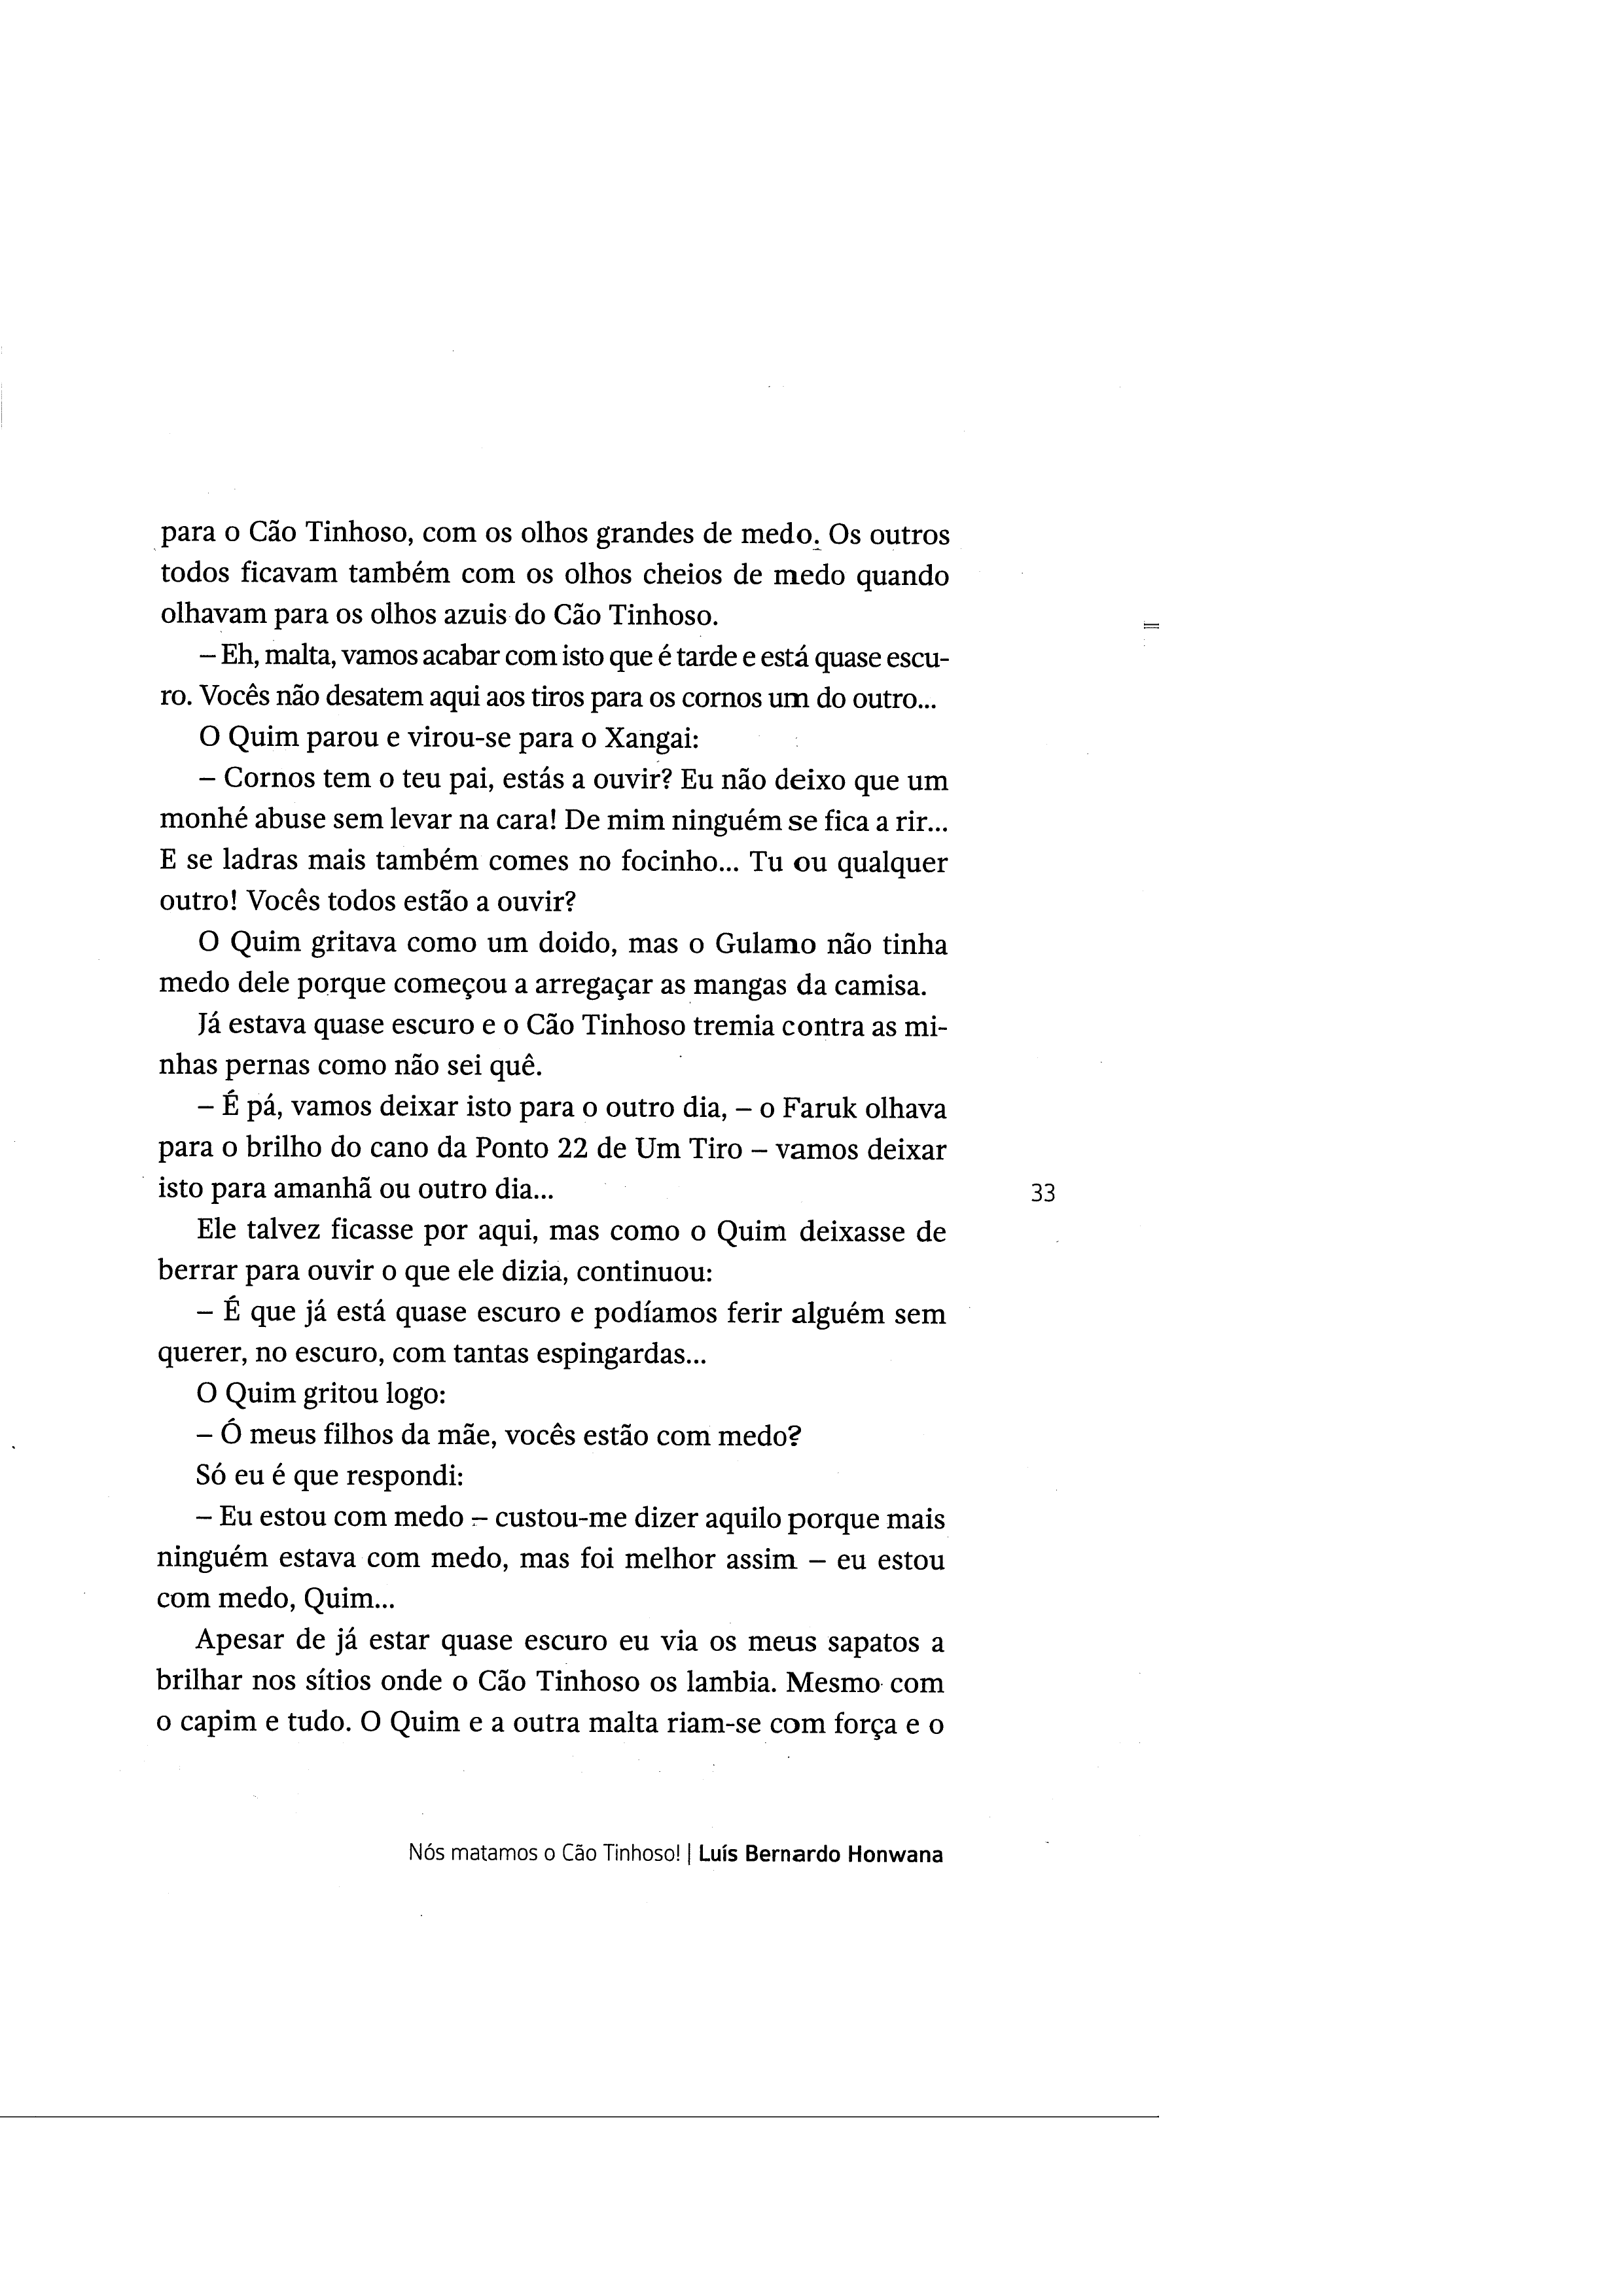 para o Cão Tinhoso, com os olhos grandes de medo. Os outros
todos ficavam também com os olhos cheios de medo quando
olhavam para os olhos azuis do Cão Tinhoso.
– Eh, malta, vamos acabar com isto que é tarde e está quase escu-
ro. Vocês não desatem aqui aos tiros para os cornos um do outro...
O Quim parou e virou-se para o Xangai:
– Cornos tem o teu pai, estás a ouvir? Eu não deixo que um
monhé abuse sem levar na cara! De mim ninguém se fica a rir...
E se ladras mais também comes no focinho... Tu ou qualquer
outro! Vocês todos estão a ouvir?
O Quim gritava como um doido, mas o Gulamo não tinha
medo dele porque começou a arregaçar as mangas da camisa.
Já estava quase escuro e o Cão Tinhoso tremia contra as mi-
nhas pernas como não sei quê.
– É pá, vamos deixar isto para o outro dia, – o Faruk olhava
para o brilho do cano da Ponto 22 de Um Tiro – vamos deixar
isto para amanhã ou outro dia...
33
Ele talvez ficasse por aqui, mas como o Quim deixasse de
berrar para ouvir o que ele dizia, continuou:
– É que já está quase escuro e podíamos ferir alguém sem
querer, no escuro, com tantas espingardas...
O Quim gritou logo:
– Ó meus filhos da mãe, vocês estão com medo?
Só eu é que respondi:
– Eu estou com medo – custou-me dizer aquilo porque mais
ninguém estava com medo, mas foi melhor assim – eu estou
com medo, Quim...
Apesar de já estar quase escuro eu via os meus sapatos a
brilhar nos sítios onde o Cão Tinhoso os lambia. Mesmo com
o capim e tudo. O Quim e a outra malta riam-se com força e o
Nós matamos o Cão Tinhoso! | Luís Bernardo Honwana